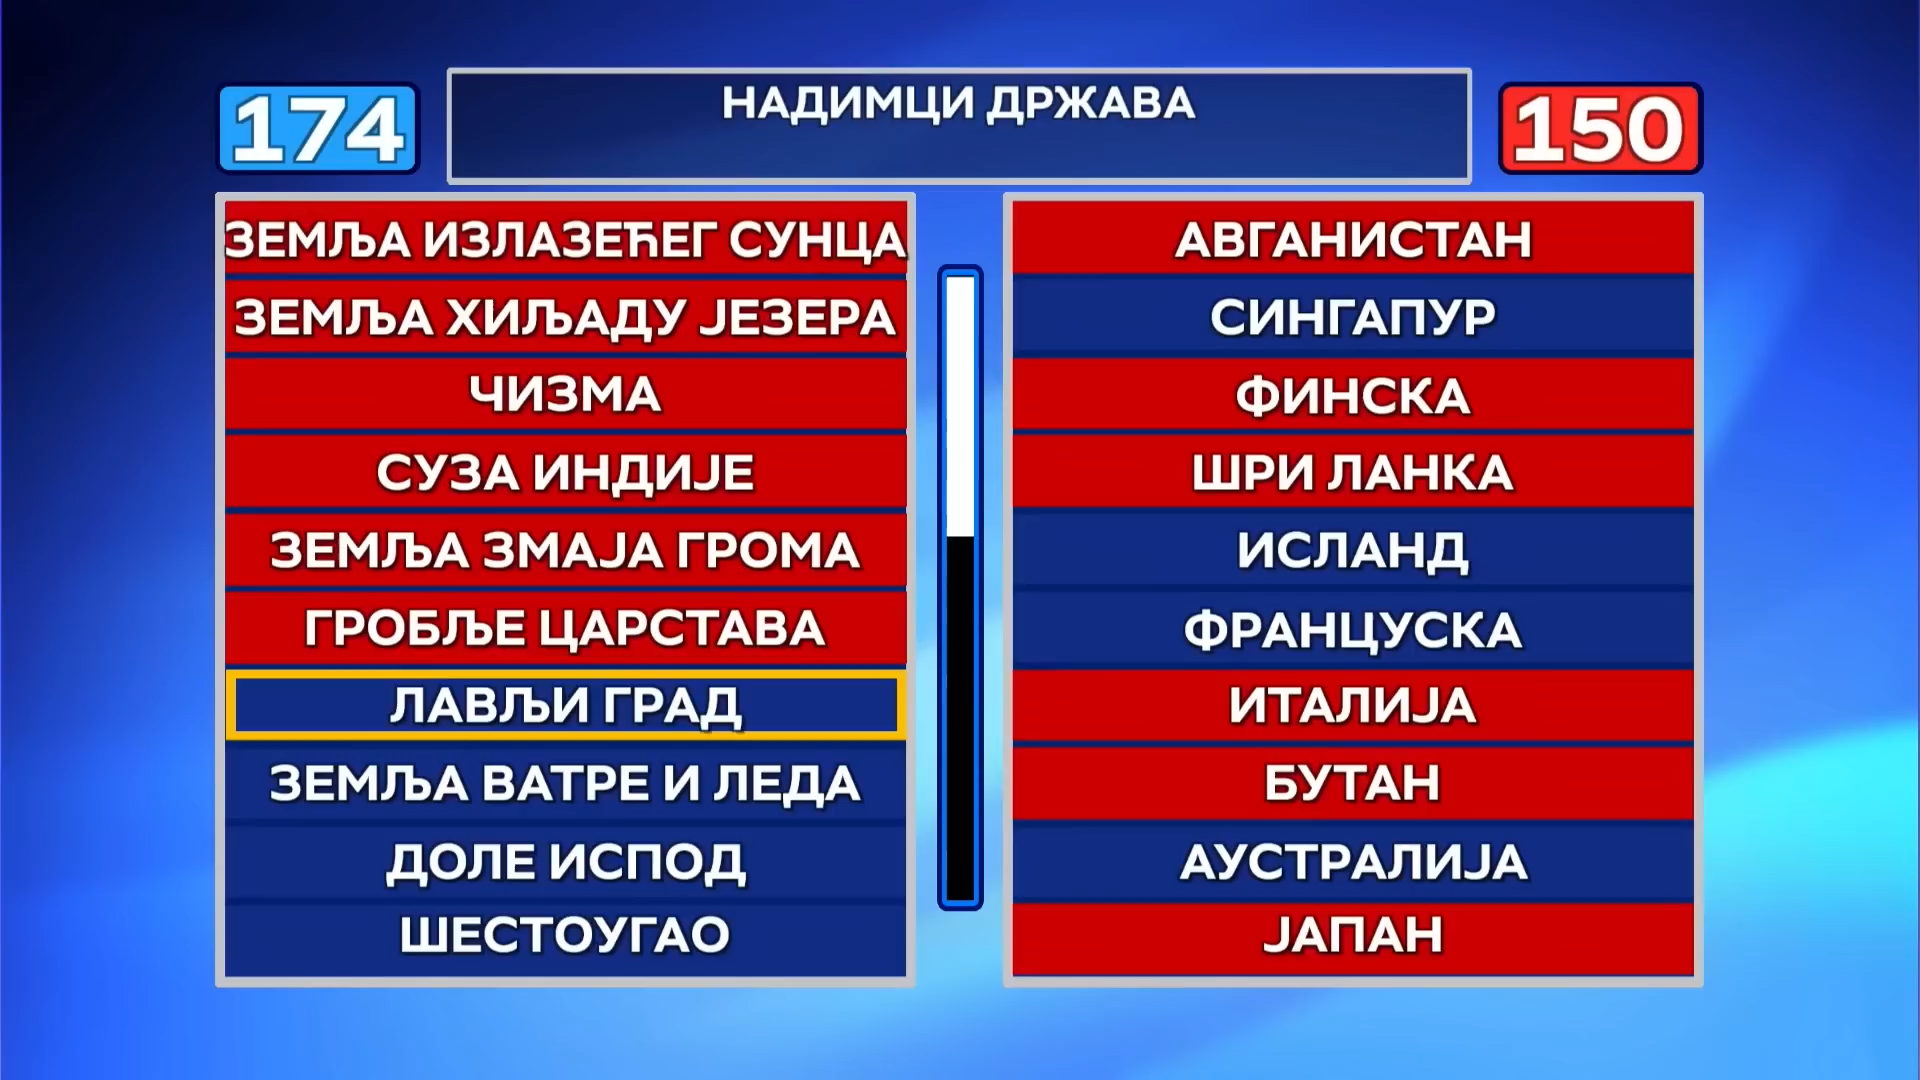 174
НАДИМЦИ ДРЖАВА
150
ЗЕМЉА ИЗЛАЗЕЋЕГ СУНЦА
ЗЕМЉА ХИЉАДУ ЈЕЗЕРА
ЧИЗМА
СУЗА ИНДИЈЕ
ЗЕМЉА ЗМАЈА ГРОМА
ГРОБЉЕ ЦАРСТАВА
ЛАВЉИ ГРАД
ЗЕМЉА ВАТРЕ И ЛЕДА
ДОЛЕ ИСПОД
ШЕСТОУГАО
АВГАНИСТАН
СИНГАПУР
ФИНСКА
ШРИ ЛАНКА
ИСЛАНД
ФРАНЦУСКА
ИТАЛИЈА
БУТАН
АУСТРАЛИЈА
ЈАПАН